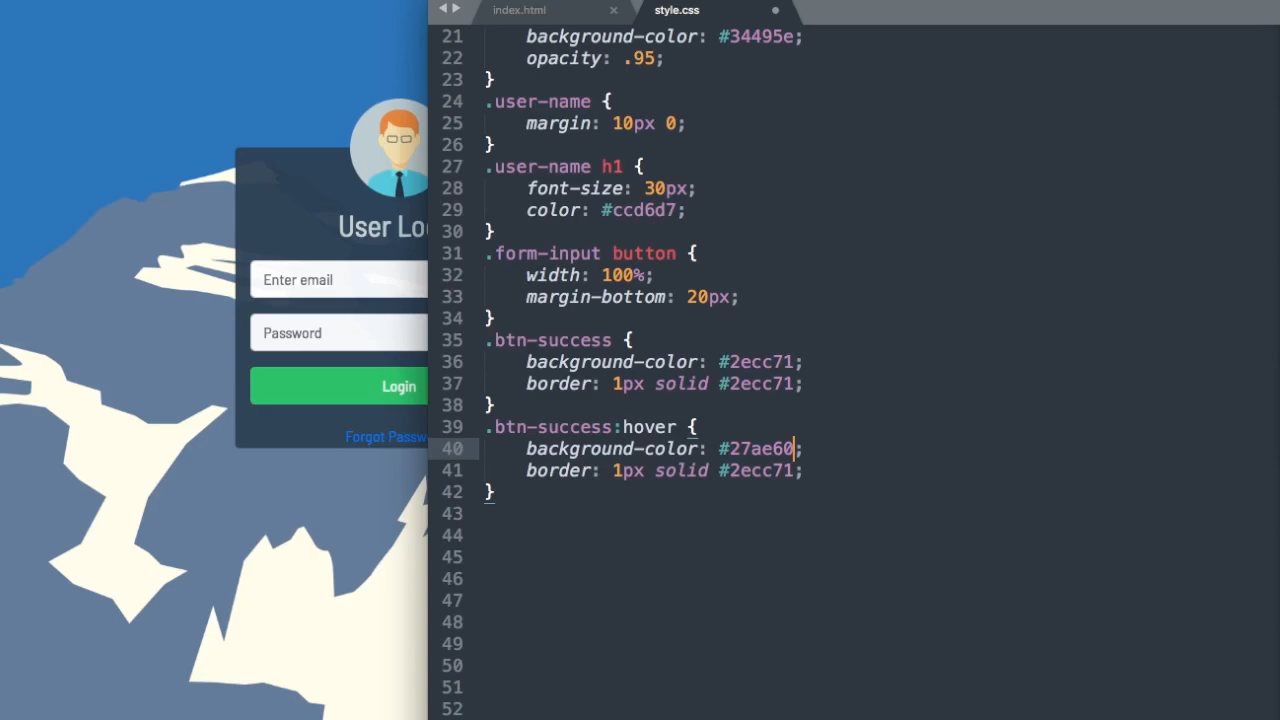 index.html
style.css
User Lo
Enter email
Password
Login
Forgot Passw
21 background-color: #34495e;
22 opacity: .95;
23 }
24 .user-name {
25 margin: 10px 0;
26 }
27 .user-name h1 {
28 font-size: 30px;
29 color: #ccd6d7;
30 }
31 .form-input button {
32 width: 100%;
33 margin-bottom: 20px;
34 }
35 .btn-success {
36 background-color: #2ecc71;
37 border: 1px solid #2ecc71;
38 }
39 .btn-success:hover {
40 background-color: #27ae60;
41 border: 1px solid #2ecc71;
42 }
43
44
45
46
47
48
49
50
51
52